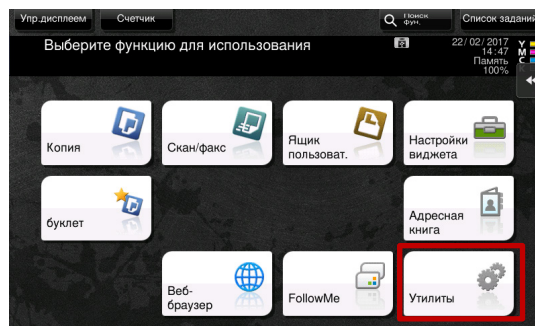 Упр.дисплеем
Счетчик
Поиск
фун.
Список заданий
Выберите функцию для использования
22/02/2017
14:47
Память
100%
Y
M
C
K
Копия
Скан/факс
Ящик
пользоват.
Настройки
виджета
буклет
Адресная
книга
Веб-
браузер
FollowMe
Утилиты